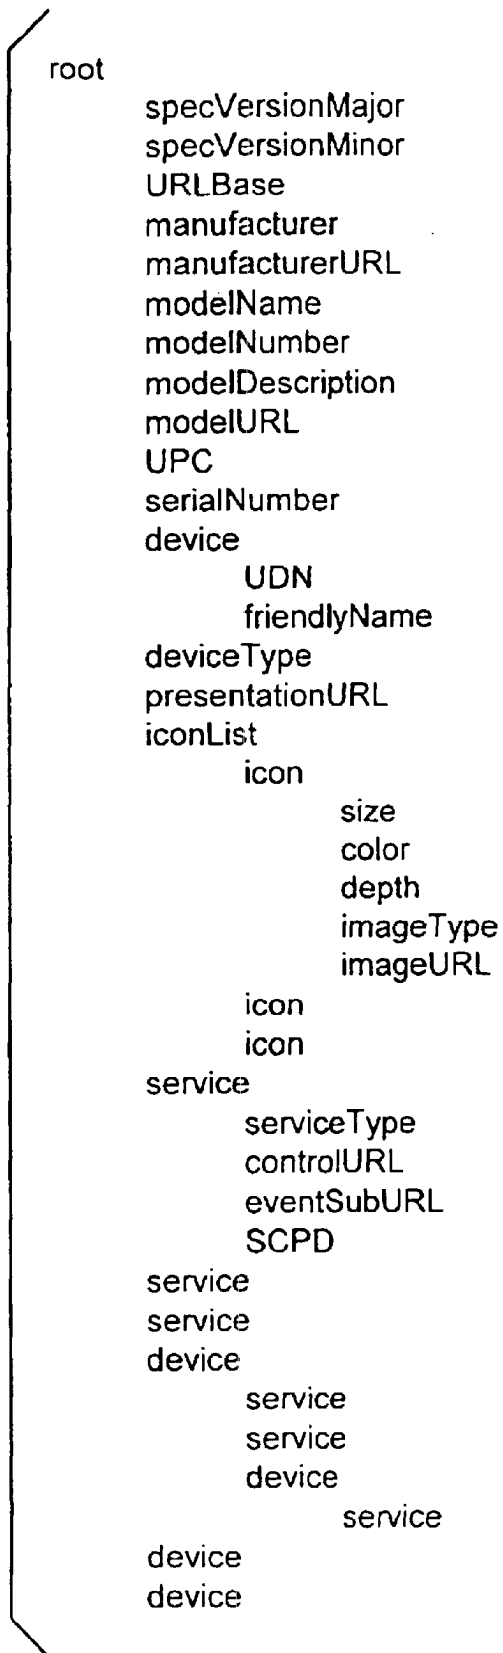 root
specVersionMajor
specVersionMinor
URLBase
manufacturer
manufacturerURL
modelName
modelNumber
modelDescription
modelURL
UPC
serialNumber
device
UDN
friendlyName
deviceType
presentationURL
iconList
icon
size
color
depth
imageType
imageURL
icon
icon
service
serviceType
controlURL
eventSubURL
SCPD
service
service
device
service
service
device
service
device
device